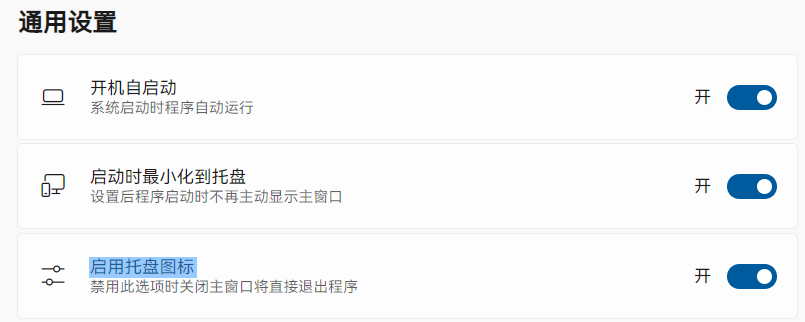 通用设置
开机自启动
系统启动时程序自动运行
开
启动时最小化到托盘
设置后程序启动时不再主动显示主窗口
开
启用托盘图标
禁用此选项时关闭主窗口将直接退出程序
开